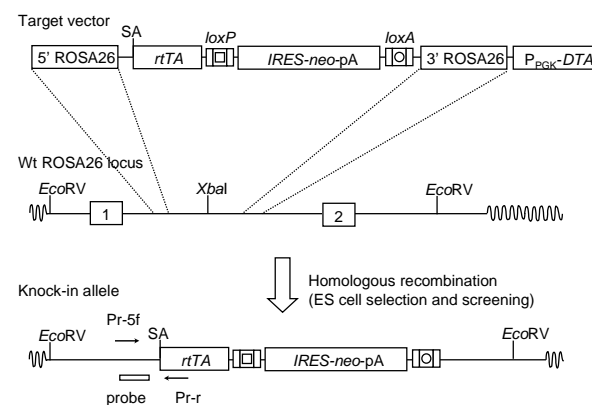 Target vector
SA loxP loxA
5' ROSA26 rtTA IRES-neo-pA 3' ROSA26 PPGK-DTA
Wt ROSA26 locus
EcoRV XbaI EcoRV
1 2
Homologous recombination
(ES cell selection and screening)
Knock-in allele
Pr-5f
EcoRV SA EcoRV
rtTA IRES-neo-pA
probe Pr-r